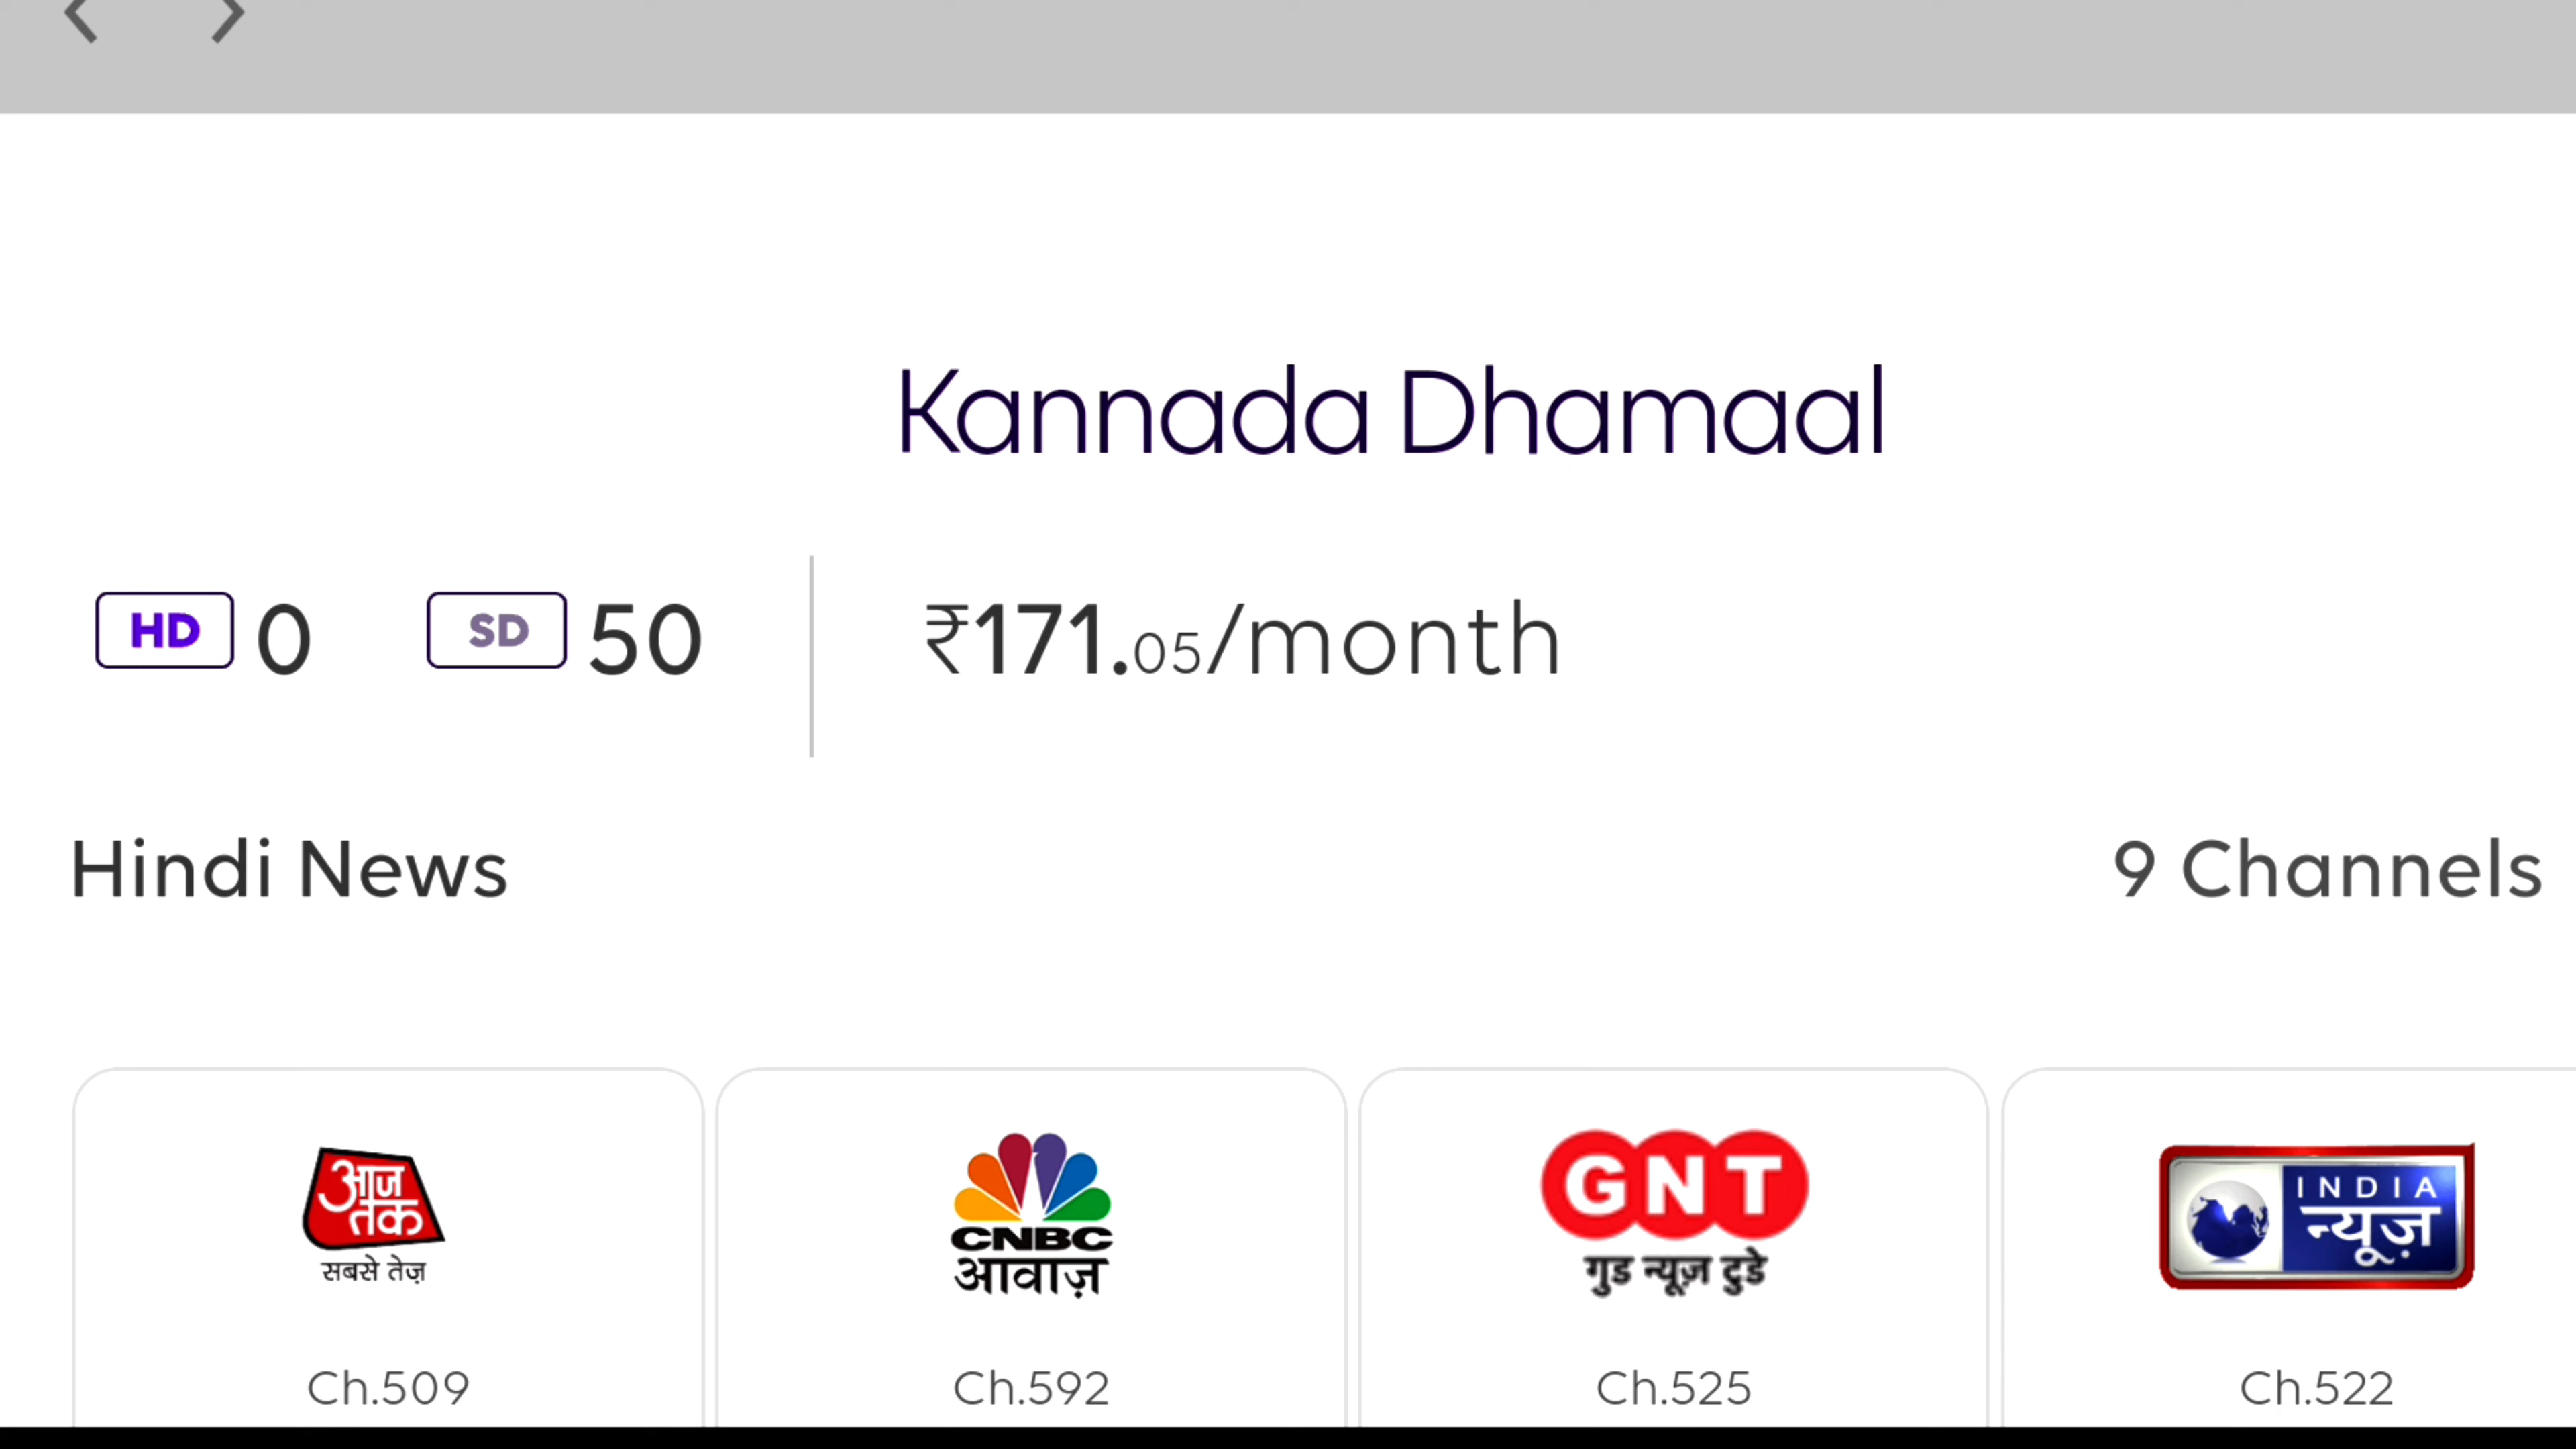 Kannada Dhamaal
HD 0 SD 50 ₹171.05/month
Hindi News 9 Channels
आज
तक
सबसे तेज़
Ch.509
CNBC
आवाज़
Ch.592
GNT
गुड न्यूज़ टुडे
Ch.525
INDIA
न्यूज़
Ch.522